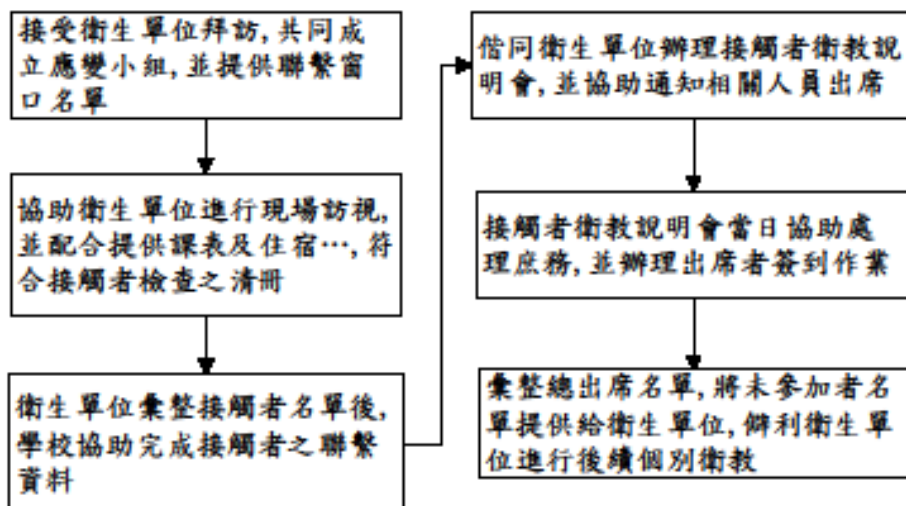 接受衛生單位拜訪,共同成
立應變小組,並提供聯繫窗
口名單
協助衛生單位進行現場訪視,
並配合提供課表及住宿…,符
合接觸者檢查之清冊
衛生單位彙整接觸者名單後,
學校協助完成接觸者之聯繫
資料
偕同衛生單位辦理接觸者衛教說
明會,並協助通知相關人員出席
接觸者衛教說明會當日協助處
理庶務,並辦理出席者簽到作業
彙整總出席名單,將未參加者名
單提供給衛生單位,俾利衛生單
位進行後續個別衛教